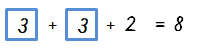 3 + 3 + 2 = 8